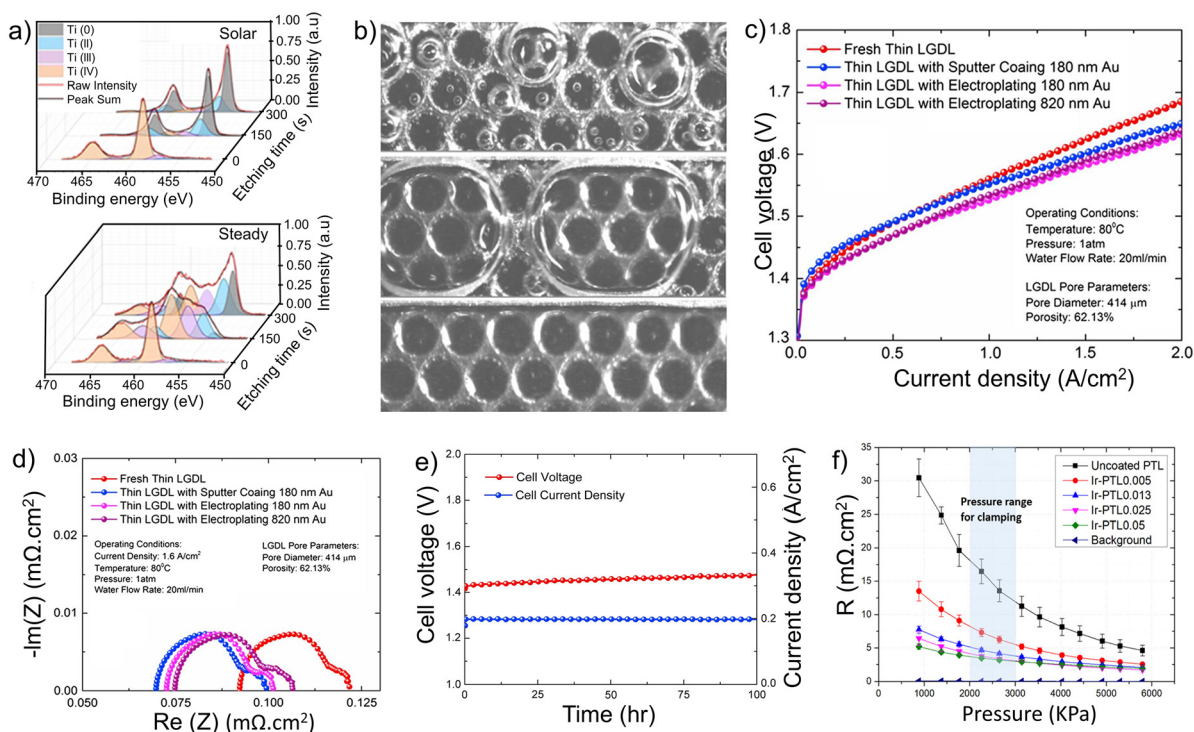 a)
Ti (0)
Ti (II)
Ti (III)
Ti (IV)
Raw Intensity
Peak Sum
Solar
1.00
0.75
0.50
0.25
0.00
Intensity (a.u)
300
150
0
Etching time (s)
470 465 460 455 450
Binding energy (eV)
Steady
1.00
0.75
0.50
0.25
0.00
Intensity (a.u)
300
150
0
Etching time (s)
470 465 460 455 450
Binding energy (eV)
b)
c)
1.8
1.7
1.6
1.5
1.4
1.3
Cell voltage (V)
Fresh Thin LGDL
Thin LGDL with Sputter Coaing 180 nm Au
Thin LGDL with Electroplating 180 nm Au
Thin LGDL with Electroplating 820 nm Au
Operating Conditions:
Temperature: 80⁰C
Pressure: 1atm
Water Flow Rate: 20ml/min
LGDL Pore Parameters:
Pore Diameter: 414 μm
Porosity: 62.13%
0.0 0.5 1.0 1.5 2.0
Current density (A/cm²)
d)
0.03
0.02
0.01
0.00
-Im(Z) (mΩ.cm²)
Fresh Thin LGDL
Thin LGDL with Sputter Coaing 180 nm Au
Thin LGDL with Electroplating 180 nm Au
Thin LGDL with Electroplating 820 nm Au
Operating Conditions:
Current Density: 1.6 A/cm²
Temperature: 80⁰C
Pressure: 1atm
Water Flow Rate: 20ml/min
LGDL Pore Parameters:
Pore Diameter: 414 μm
Porosity: 62.13%
0.050 0.075 0.100 0.125
Re (Z) (mΩ.cm²)
e)
2.0
1.8
1.6
1.4
1.2
1.0
Cell voltage (V)
Cell Voltage
Cell Current Density
0.6
0.5
0.4
0.3
0.2
0.1
0.0
Current density (A/cm²)
0 25 50 75 100
Time (hr)
f)
35
30
25
20
15
10
5
0
R (mΩ.cm²)
Pressure range
for clamping
Uncoated PTL
Ir-PTL0.005
Ir-PTL0.013
Ir-PTL0.025
Ir-PTL0.05
Background
0 1000 2000 3000 4000 5000 6000
Pressure (KPa)